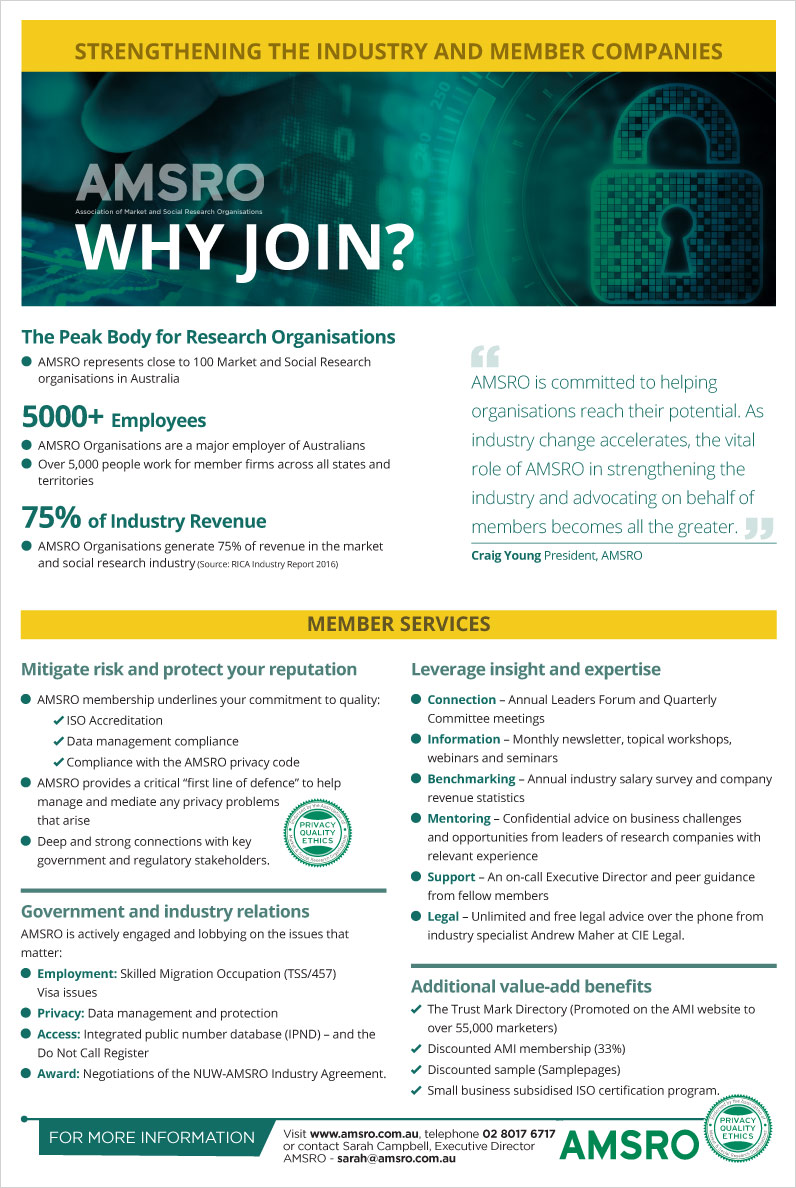 STRENGTHENING THE INDUSTRY AND MEMBER COMPANIES
AMSRO
Association of Market and Social Research Organisations
WHY JOIN?
The Peak Body for Research Organisations
AMSRO represents close to 100 Market and Social Research
organisations in Australia
5000+ Employees
AMSRO Organisations are a major employer of Australians
Over 5,000 people work for member firms across all states and
territories
75% of Industry Revenue
AMSRO Organisations generate 75% of revenue in the market
and social research industry (Source: RICA Industry Report 2016)
“
AMSRO is committed to helping
organisations reach their potential. As
industry change accelerates, the vital
role of AMSRO in strengthening the
industry and advocating on behalf of
members becomes all the greater. ”
Craig Young President, AMSRO
MEMBER SERVICES
Mitigate risk and protect your reputation
AMSRO membership underlines your commitment to quality:
ISO Accreditation
Data management compliance
Compliance with the AMSRO privacy code
AMSRO provides a critical “first line of defence” to help
manage and mediate any privacy problems
that arise
Deep and strong connections with key
government and regulatory stakeholders.
PRIVACY
QUALITY
ETHICS
Government and industry relations
AMSRO is actively engaged and lobbying on the issues that
matter:
Employment: Skilled Migration Occupation (TSS/457)
Visa issues
Privacy: Data management and protection
Access: Integrated public number database (IPND) – and the
Do Not Call Register
Award: Negotiations of the NUW-AMSRO Industry Agreement.
Leverage insight and expertise
Connection – Annual Leaders Forum and Quarterly
Committee meetings
Information – Monthly newsletter, topical workshops,
webinars and seminars
Benchmarking – Annual industry salary survey and company
revenue statistics
Mentoring – Confidential advice on business challenges
and opportunities from leaders of research companies with
relevant experience
Support – An on-call Executive Director and peer guidance
from fellow members
Legal – Unlimited and free legal advice over the phone from
industry specialist Andrew Maher at CIE Legal.
Additional value-add benefits
The Trust Mark Directory (Promoted on the AMI website to
over 55,000 marketers)
Discounted AMI membership (33%)
Discounted sample (Samplepages)
Small business subsidised ISO certification program.
FOR MORE INFORMATION
Visit www.amsro.com.au, telephone 02 8017 6717
or contact Sarah Campbell, Executive Director
AMSRO - sarah@amsro.com.au
AMSRO
PRIVACY
QUALITY
ETHICS